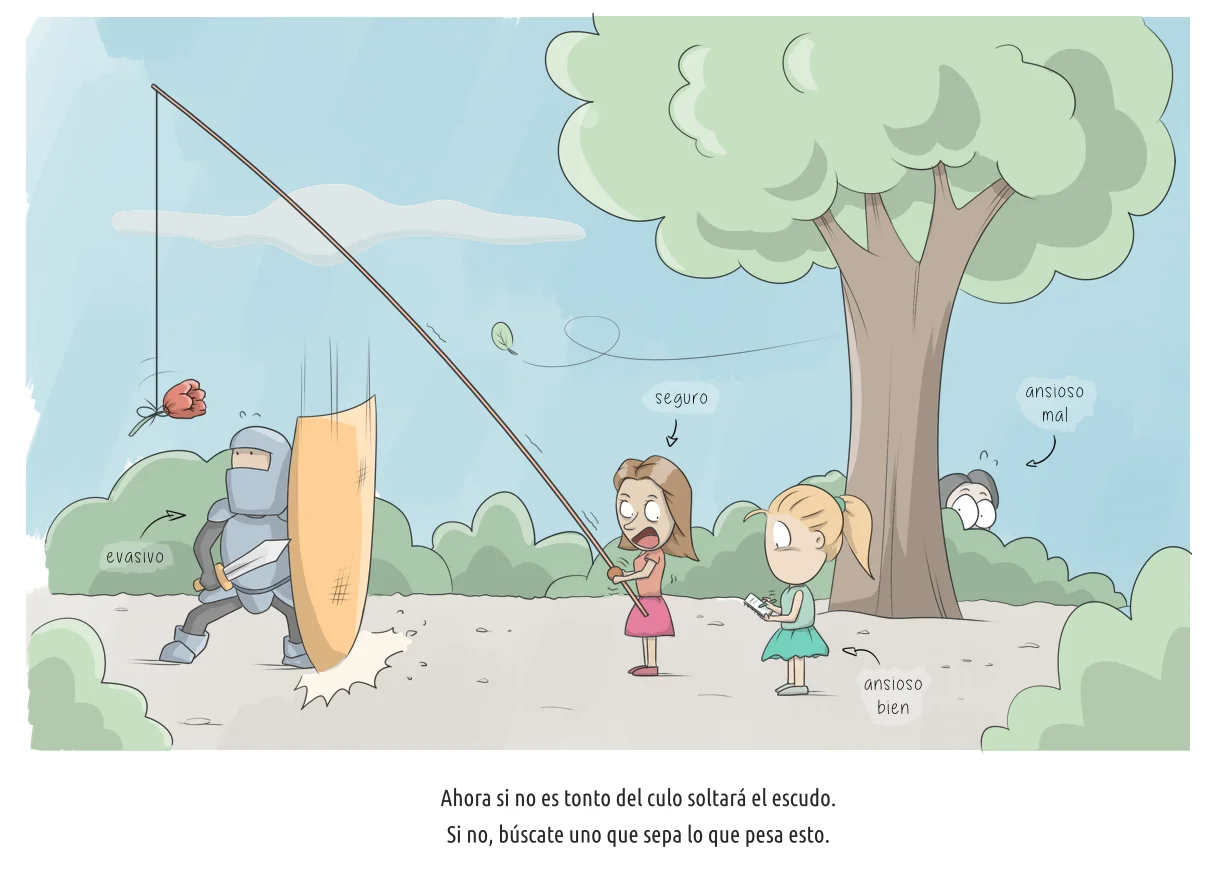 seguro
ansioso
mal
evasivo
ansioso
bien
Ahora si no es tonto del culo soltará el escudo.
Si no, búscate uno que sepa lo que pesa esto.